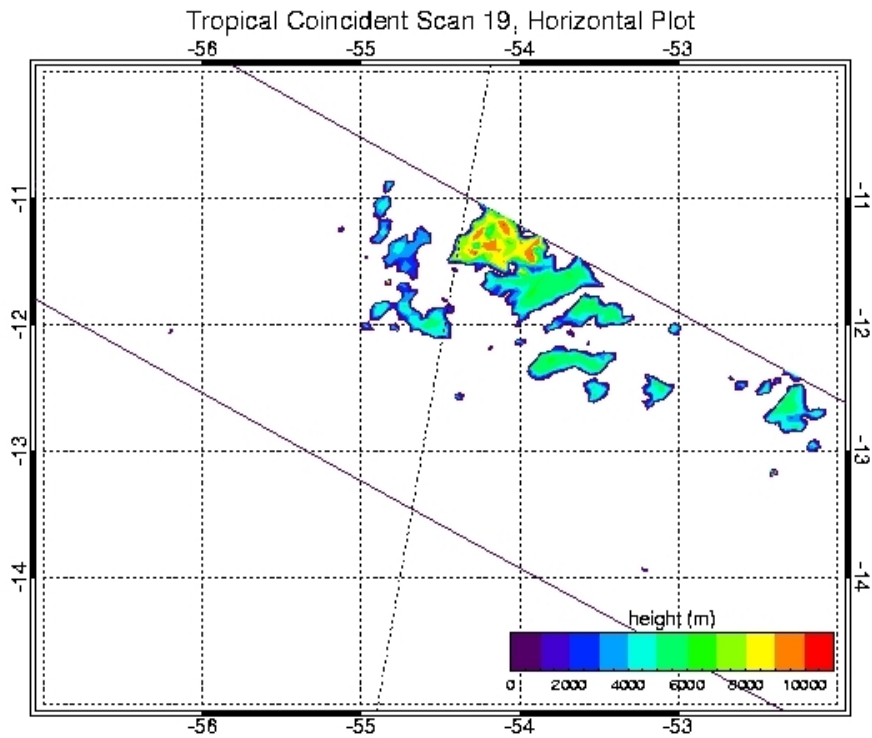 Tropical Coincident Scan 19, Horizontal Plot
-56 -55 -54 -53
-11 -11
-12 -12
-13 -13
-14 -14
height (m)
0 2000 4000 6000 8000 10000
-56 -55 -54 -53